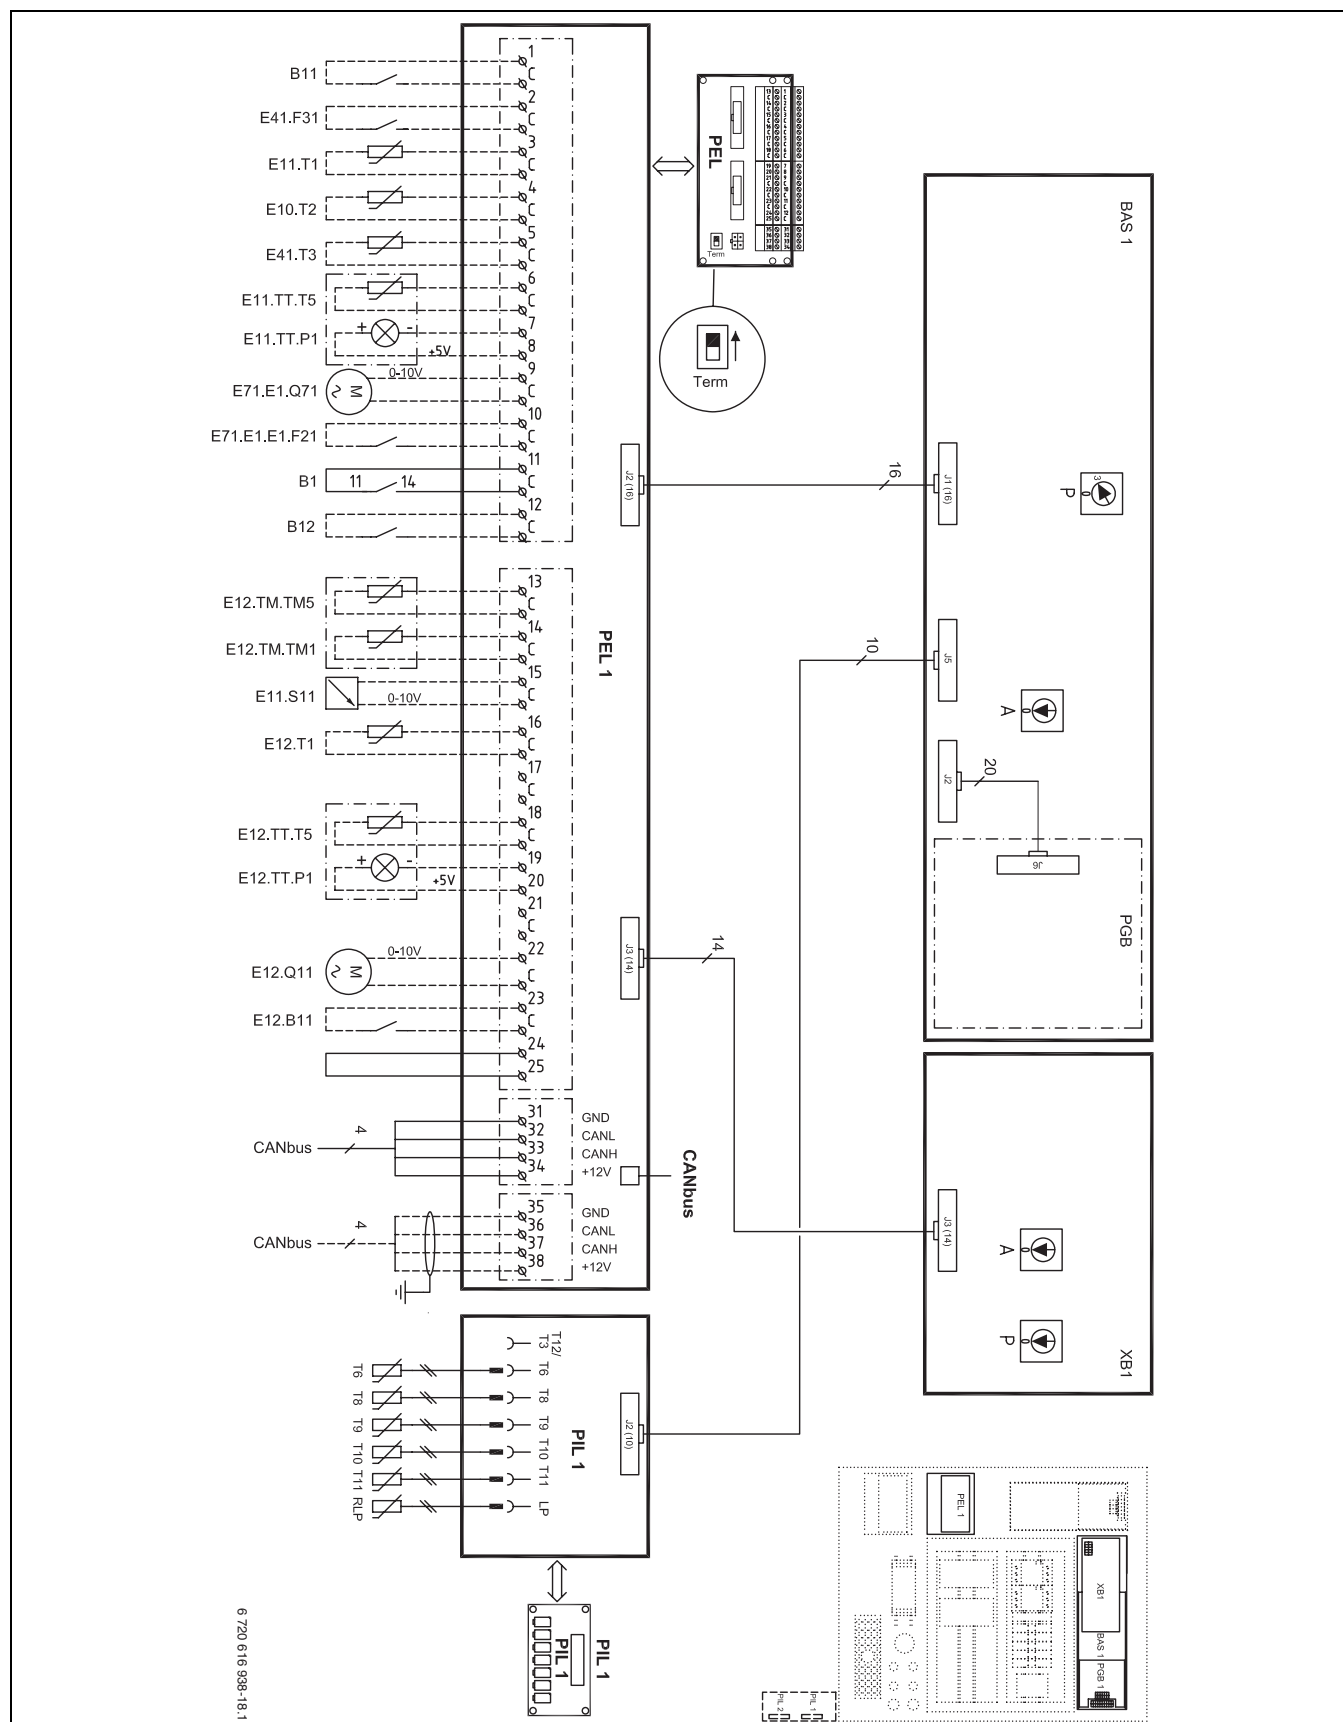 B11
E41.F31
E11.T1
E10.T2
E41.T3
E11.TT.T5
E11.TT.P1
+ -
+5V
E71.E1.Q71
M
0-10V
E71.E1.E1.F21
B1 11 14
B12
1
C
2
C
3
C
4
C
5
C
6
C
7
8
9
C
10
C
11
C
12
C
E12.TM.TM5
E12.TM.TM1
E11.S11
0-10V
E12.T1
E12.TT.T5
E12.TT.P1
+ -
+5V
E12.Q11
M
0-10V
E12.B11
13
C
14
C
15
C
16
C
17
C
18
C
19
20
21
C
22
C
23
C
24
25
CANbus 4
31 GND
32 CANL
33 CANH
34 +12V
CANbus
CANbus 4
35 GND
36 CANL
37 CANH
38 +12V
PEL 1
J2 (16)
J3 (14)
PEL
Term
Term
16
10
14
20
BAS 1
J1 (16)
3
0
P
J5
0
A
J2
J6
PGB
XB1
J3 (14)
0
A
0
P
PIL 1
J2 (10)
T12/
T3
T6 T6
T8 T8
T9 T9
T10 T10
T11 T11
RLP LP
PIL 1
PIL 1
PEL 1
XB1
BAS 1
PGB 1
PIL 1
PIL 2
6 720 616 938-18.1